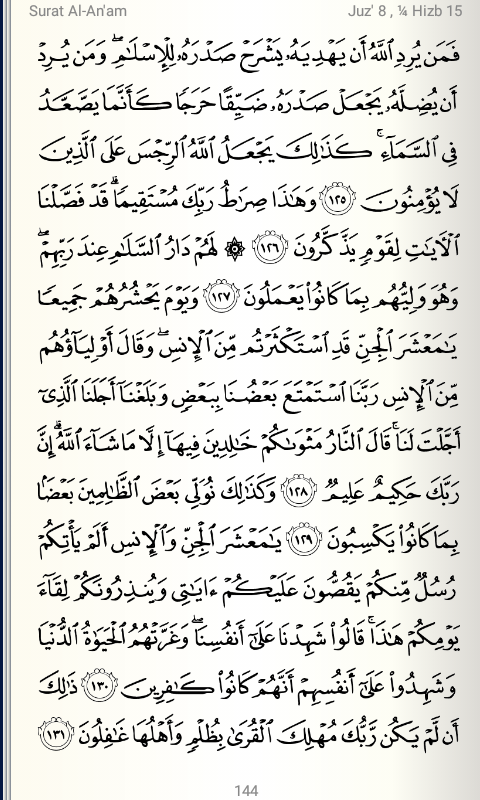 Surat Al-An'am
Juz' 8 , ¼ Hizb 15
فَمَن يُرِدِ ٱللَّهُ أَن يَهْدِيَهُۥ يَشْرَحْ صَدْرَهُۥ لِلْإِسْلَـٰمِ ۖ وَمَن يُرِدْ
أَن يُضِلَّهُۥ يَجْعَلْ صَدْرَهُۥ ضَيِّقًا حَرَجًا كَأَنَّمَا يَصَّعَّدُ
فِى ٱلسَّمَآءِ ۚ كَذَٰلِكَ يَجْعَلُ ٱللَّهُ ٱلرِّجْسَ عَلَى ٱلَّذِينَ
لَا يُؤْمِنُونَ ١٢٥ وَهَـٰذَا صِرَٰطُ رَبِّكَ مُسْتَقِيمًا ۗ قَدْ فَصَّلْنَا
ٱلْـَٔايَـٰتِ لِقَوْمٍ يَذَّكَّرُونَ ١٢٦ ۞ لَهُمْ دَارُ ٱلسَّلَـٰمِ عِندَ رَبِّهِمْ ۖ
وَهُوَ وَلِيُّهُم بِمَا كَانُوا۟ يَعْمَلُونَ ١٢٧ وَيَوْمَ يَحْشُرُهُمْ جَمِيعًا
يَـٰمَعْشَرَ ٱلْجِنِّ قَدِ ٱسْتَكْثَرْتُم مِّنَ ٱلْإِنسِ ۖ وَقَالَ أَوْلِيَآؤُهُم
مِّنَ ٱلْإِنسِ رَبَّنَا ٱسْتَمْتَعَ بَعْضُنَا بِبَعْضٍ وَبَلَغْنَآ أَجَلَنَا ٱلَّذِىٓ
أَجَّلْتَ لَنَا ۚ قَالَ ٱلنَّارُ مَثْوَىٰكُمْ خَـٰلِدِينَ فِيهَآ إِلَّا مَا شَآءَ ٱللَّهُ ۗ إِنَّ
رَبَّكَ حَكِيمٌ عَلِيمٌ ١٢٨ وَكَذَٰلِكَ نُوَلِّى بَعْضَ ٱلظَّـٰلِمِينَ بَعْضًۢا
بِمَا كَانُوا۟ يَكْسِبُونَ ١٢٩ يَـٰمَعْشَرَ ٱلْجِنِّ وَٱلْإِنسِ أَلَمْ يَأْتِكُمْ
رُسُلٌ مِّنكُمْ يَقُصُّونَ عَلَيْكُمْ ءَايَـٰتِى وَيُنذِرُونَكُمْ لِقَآءَ
يَوْمِكُمْ هَـٰذَا ۚ قَالُوا۟ شَهِدْنَا عَلَىٰٓ أَنفُسِنَا ۖ وَغَرَّتْهُمُ ٱلْحَيَوٰةُ ٱلدُّنْيَا
وَشَهِدُوا۟ عَلَىٰٓ أَنفُسِهِمْ أَنَّهُمْ كَانُوا۟ كَـٰفِرِينَ ١٣٠ ذَٰلِكَ
أَن لَّمْ يَكُن رَّبُّكَ مُهْلِكَ ٱلْقُرَىٰ بِظُلْمٍ وَأَهْلُهَا غَـٰفِلُونَ ١٣١
144